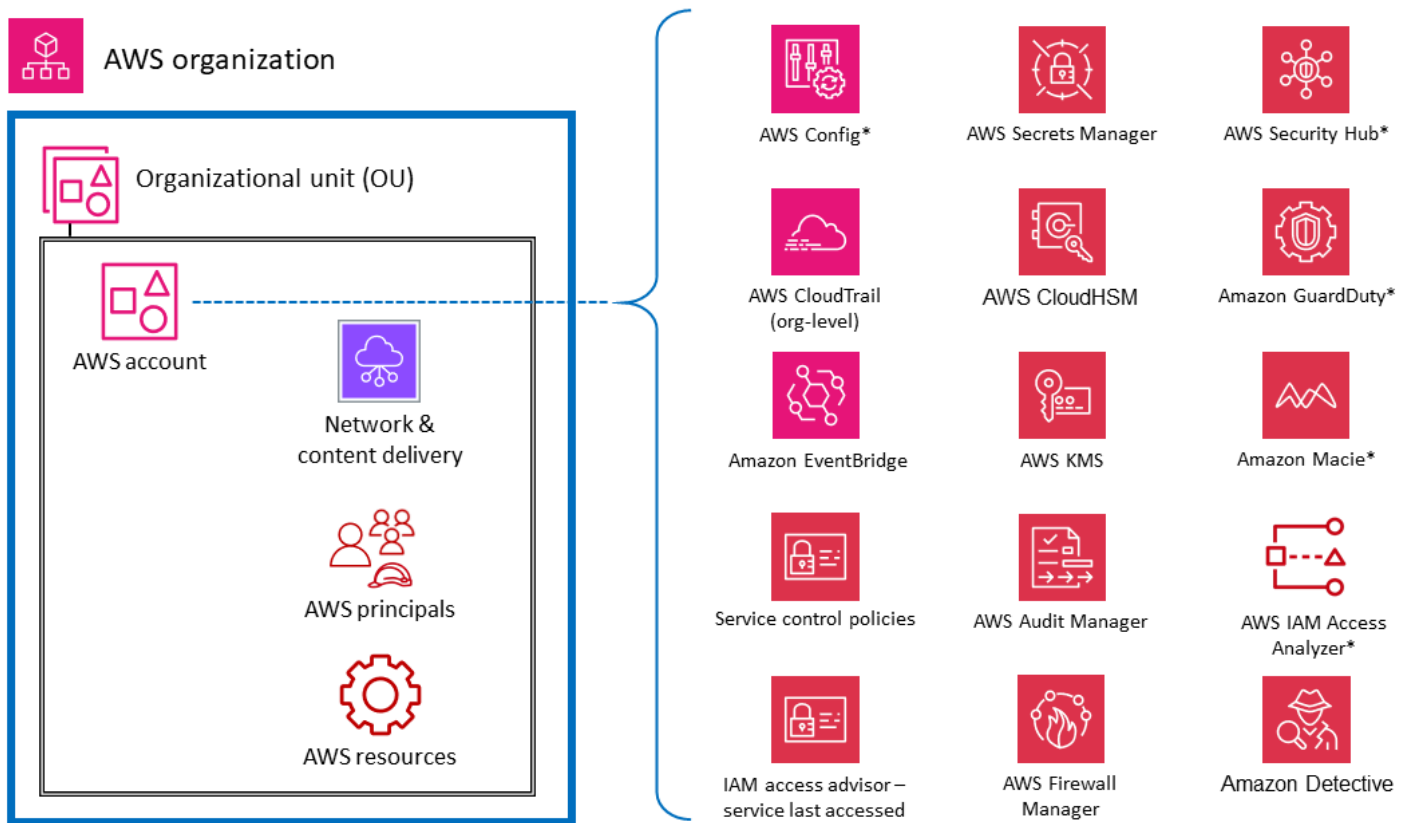 AWS organization
Organizational unit (OU)
AWS account
Network &
content delivery
AWS principals
AWS resources
AWS Config*
AWS Secrets Manager
AWS Security Hub*
AWS CloudTrail
(org-level)
AWS CloudHSM
Amazon GuardDuty*
Amazon EventBridge
AWS KMS
Amazon Macie*
Service control policies
AWS Audit Manager
AWS IAM Access
Analyzer*
IAM access advisor –
service last accessed
AWS Firewall
Manager
Amazon Detective